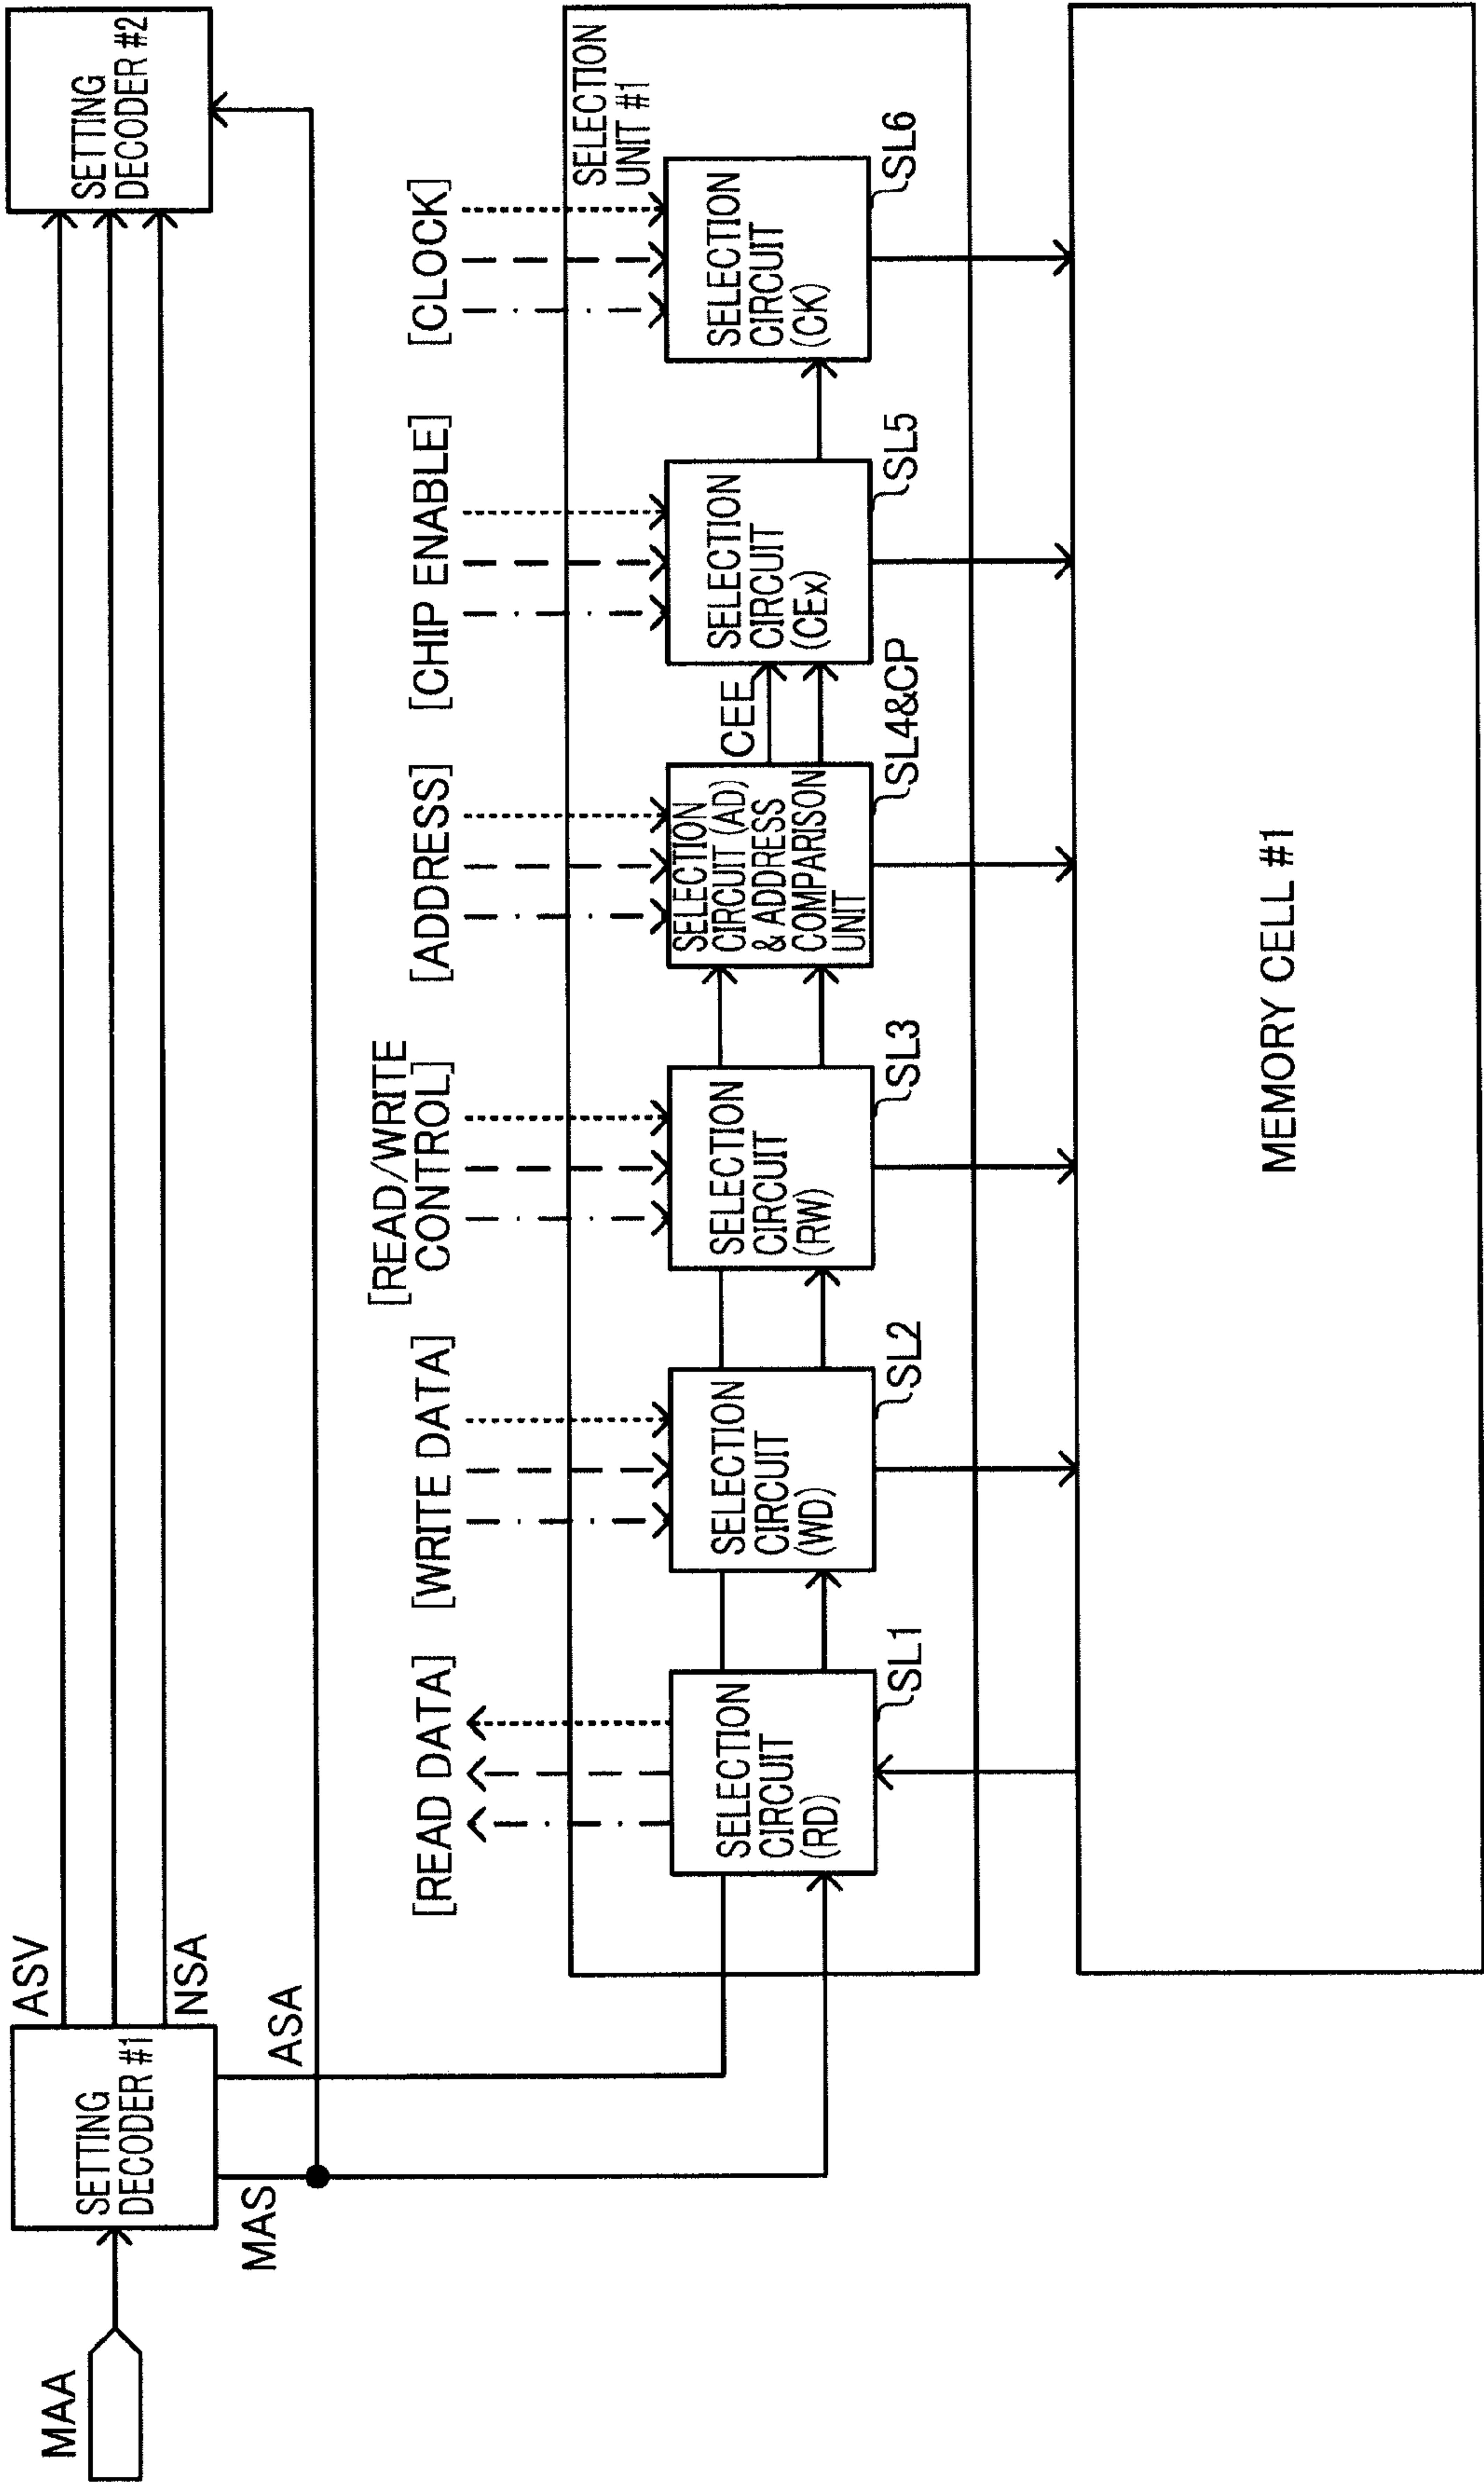 MAA
SETTING
DECODER #1
ASV
NSA
MAS
ASA
SETTING
DECODER #2
[READ DATA]
[WRITE DATA]
[READ/WRITE
CONTROL]
[ADDRESS]
[CHIP ENABLE]
[CLOCK]
SELECTION
UNIT #1
SELECTION
CIRCUIT
(RD)
SL1
SELECTION
CIRCUIT
(WD)
SL2
SELECTION
CIRCUIT
(RW)
SL3
SELECTION
CIRCUIT (AD)
& ADDRESS
COMPARISON
UNIT
SL4&CP
CEE
SELECTION
CIRCUIT
(CEx)
SL5
SELECTION
CIRCUIT
(CK)
SL6
MEMORY CELL #1